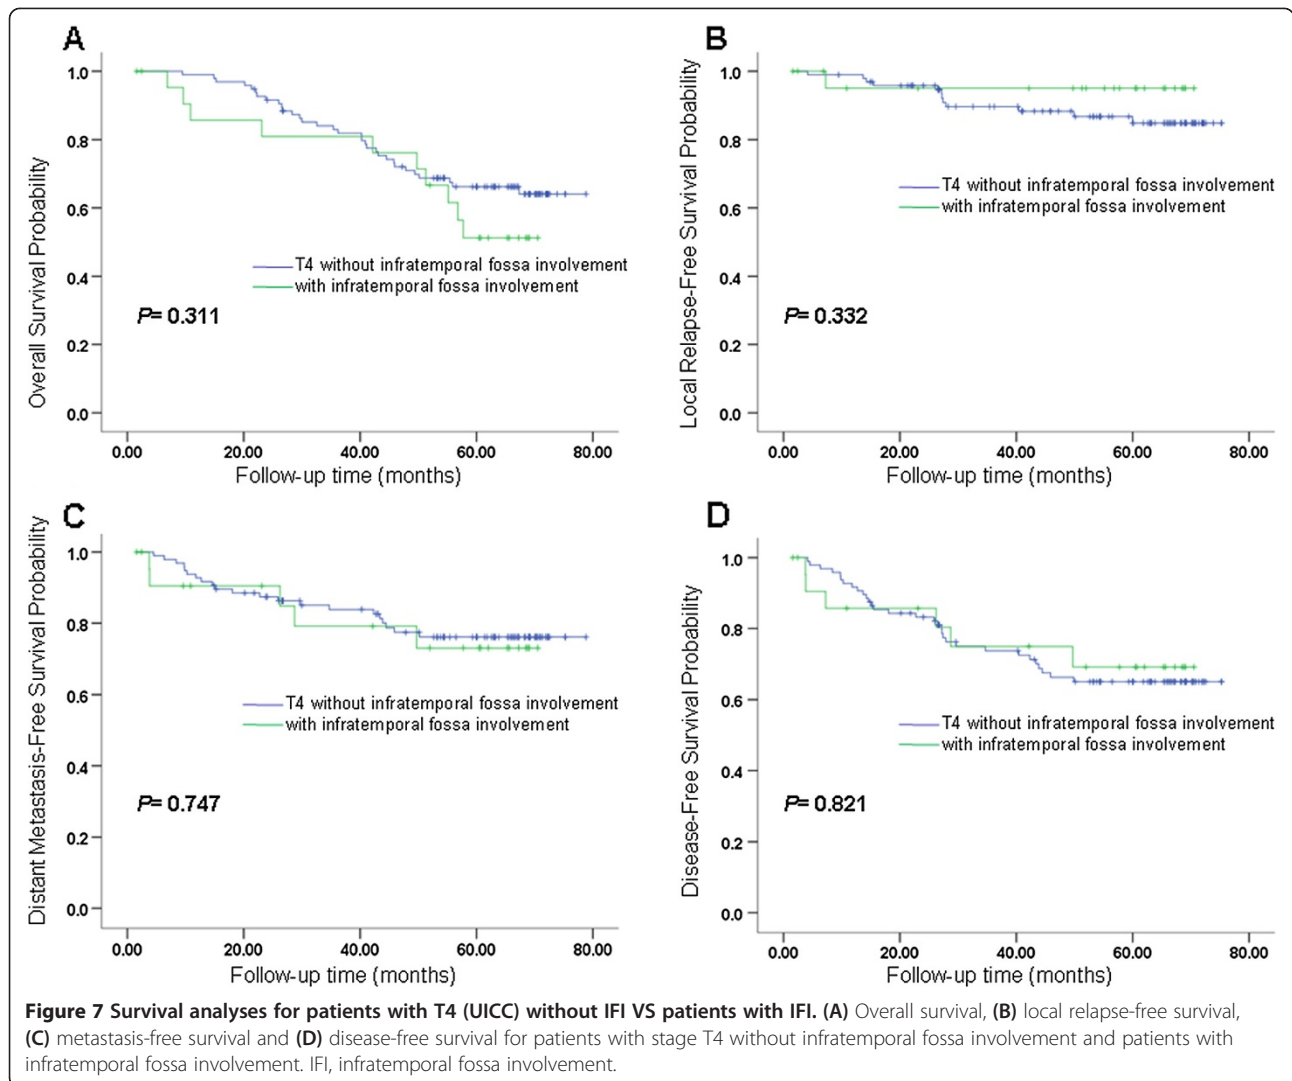 A
Overall Survival Probability
1.0
0.8
0.6
0.4
0.2
0.0
T4 without infratemporal fossa involvement
with infratemporal fossa involvement
P= 0.311
0.00 20.00 40.00 60.00 80.00
Follow-up time (months)
B
Local Relapse-Free Survival Probability
1.0
0.8
0.6
0.4
0.2
0.0
T4 without infratemporal fossa involvement
with infratemporal fossa involvement
P= 0.332
0.00 20.00 40.00 60.00 80.00
Follow-up time (months)
C
Distant Metastasis-Free Survival Probability
1.0
0.8
0.6
0.4
0.2
0.0
T4 without infratemporal fossa involvement
with infratemporal fossa involvement
P= 0.747
0.00 20.00 40.00 60.00 80.00
Follow-up time (months)
D
Disease-Free Survival Probability
1.0
0.8
0.6
0.4
0.2
0.0
T4 without infratemporal fossa involvement
with infratemporal fossa involvement
P= 0.821
0.00 20.00 40.00 60.00 80.00
Follow-up time (months)
Figure 7 Survival analyses for patients with T4 (UICC) without IFI VS patients with IFI. (A) Overall survival, (B) local relapse-free survival,
(C) metastasis-free survival and (D) disease-free survival for patients with stage T4 without infratemporal fossa involvement and patients with
infratemporal fossa involvement. IFI, infratemporal fossa involvement.